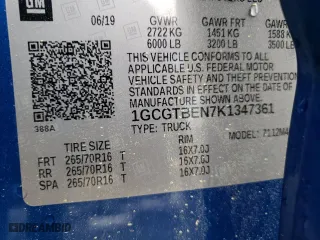 GM
06/19
GVWR GAWR FRT GAWR
2722 KG 1451 KG 1588 KG
6000 LB 3200 LB 3500 LB
THIS VEHICLE CONFORMS TO ALL
APPLICABLE U.S. FEDERAL MOTOR
VEHICLE SAFETY AND THEFT PREVENTION
STANDARDS IN EFFECT ON THE DATE OF
MANUFACTURE SHOWN ABOVE.
1GCGTBEN7K1347361
TYPE: TRUCK
MODEL:
388A
TIRE SIZE RIM
FRT 265/70R16 T 16X7.0J
RR 265/70R16 T 16X7.0J
SPA 265/70R16 T 16X7.0J